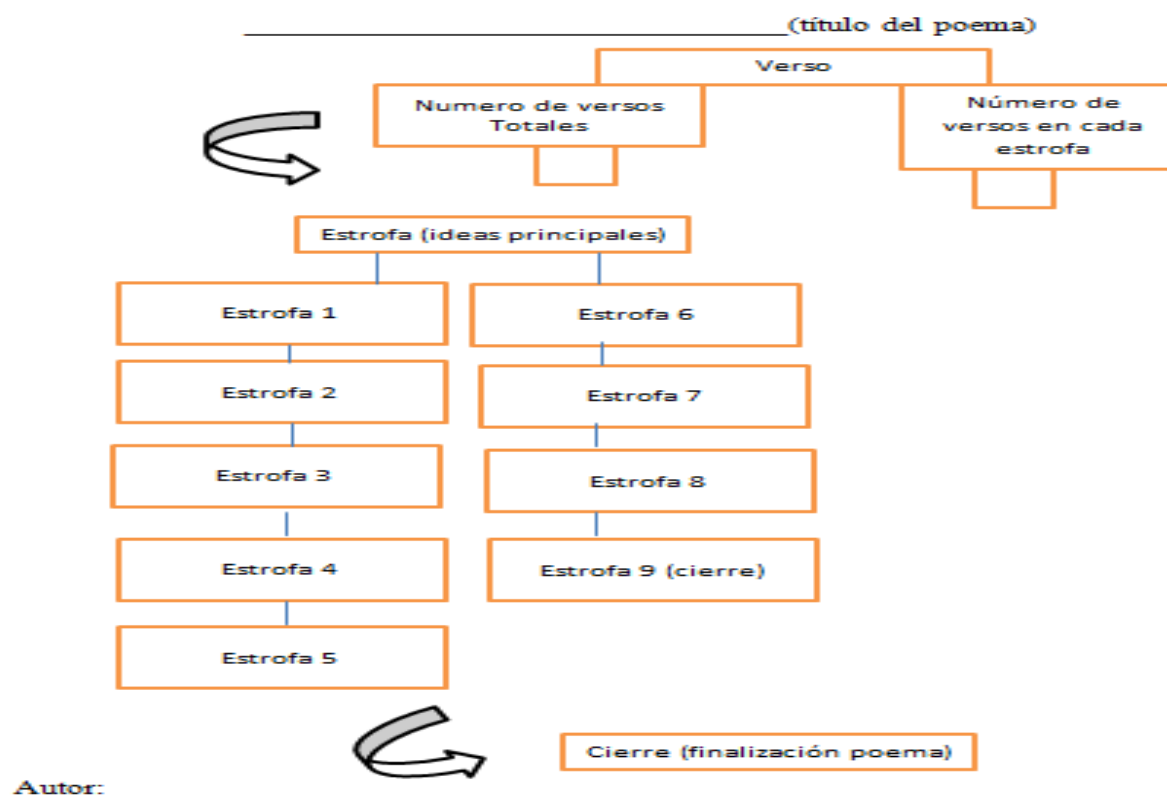 (título del poema)
Verso
Numero de versos
Totales
Número de
versos en cada
estrofa
Estrofa (ideas principales)
Estrofa 1
Estrofa 2
Estrofa 3
Estrofa 4
Estrofa 5
Estrofa 6
Estrofa 7
Estrofa 8
Estrofa 9 (cierre)
Cierre (finalización poema)
Autor: